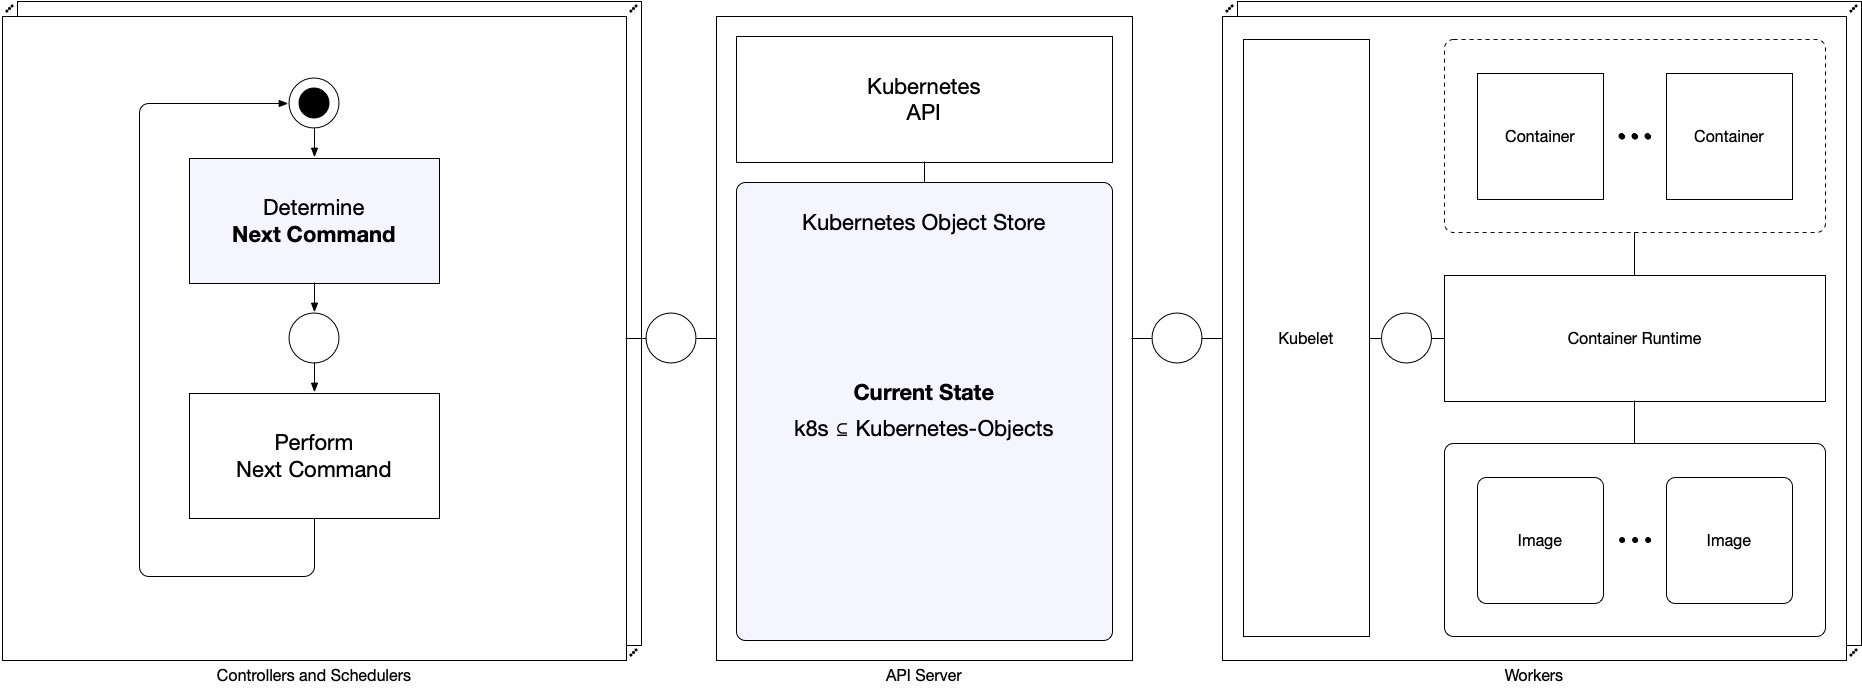 Determine
Next Command
Perform
Next Command
Controllers and Schedulers
Kubernetes
API
Kubernetes Object Store
Current State
k8s ⊆ Kubernetes-Objects
API Server
Kubelet
Container
Container
Container Runtime
Image
Image
Workers